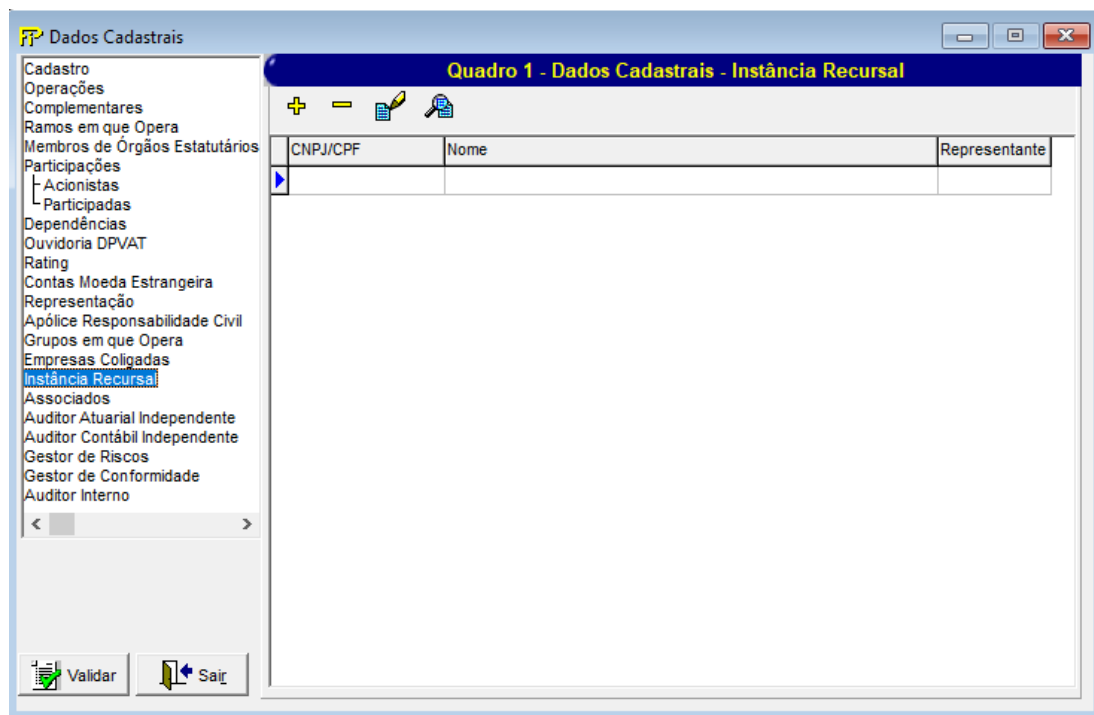 Dados Cadastrais
Cadastro
Operações
Complementares
Ramos em que Opera
Membros de Órgãos Estatutários
Participações
Acionistas
Participadas
Dependências
Ouvidoria DPVAT
Rating
Contas Moeda Estrangeira
Representação
Apólice Responsabilidade Civil
Grupos em que Opera
Empresas Coligadas
Instância Recursal
Associados
Auditor Atuarial Independente
Auditor Contábil Independente
Gestor de Riscos
Gestor de Conformidade
Auditor Interno
Validar
Sair
Quadro 1 - Dados Cadastrais - Instância Recursal
CNPJ/CPF Nome Representante